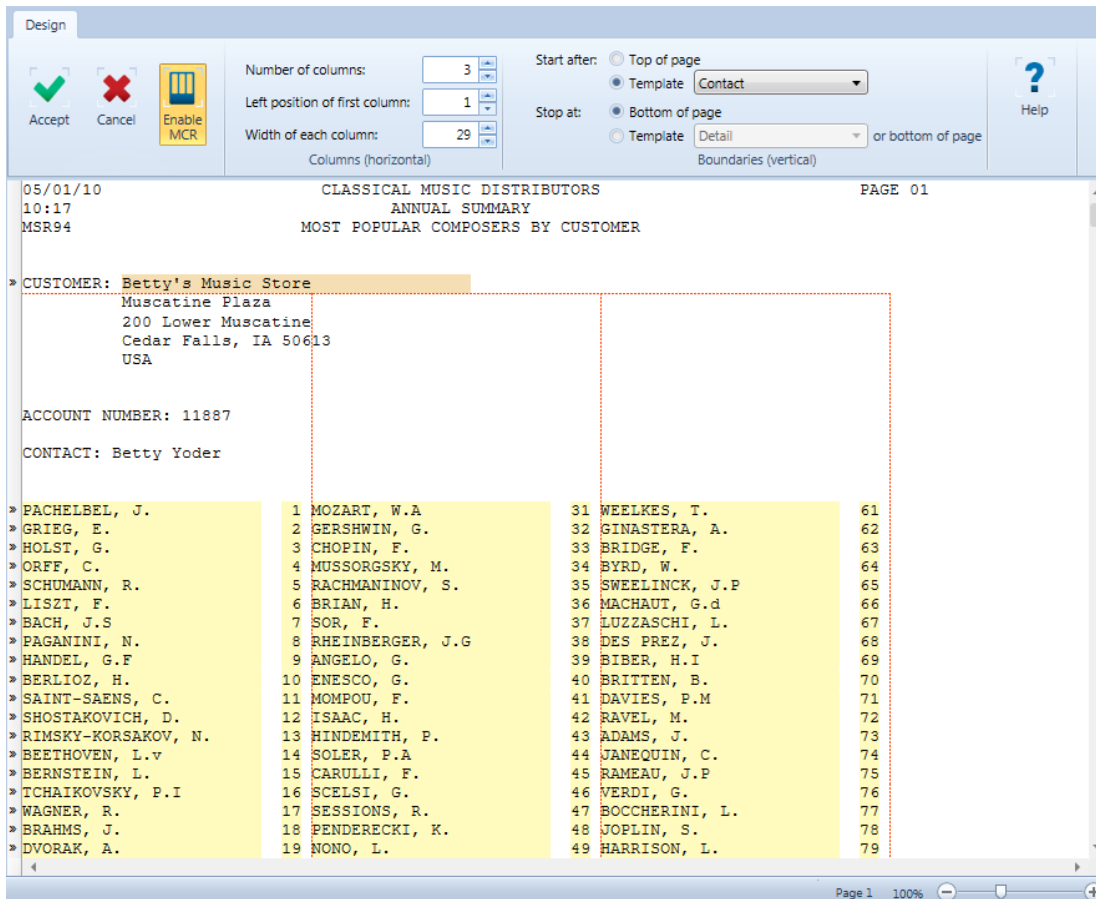 Design
Accept
Cancel
Enable MCR
Number of columns: 3
Left position of first column: 1
Width of each column: 29
Columns (horizontal)
Start after: Top of page
Template Contact
Stop at: Bottom of page
Template Detail or bottom of page
Boundaries (vertical)
?
Help
05/01/10 CLASSICAL MUSIC DISTRIBUTORS PAGE 01
10:17 ANNUAL SUMMARY
MSR94 MOST POPULAR COMPOSERS BY CUSTOMER
» CUSTOMER: Betty's Music Store
Muscatine Plaza
200 Lower Muscatine
Cedar Falls, IA 50613
USA
ACCOUNT NUMBER: 11887
CONTACT: Betty Yoder
» PACHELBEL, J. 1 MOZART, W.A 31 WEELKES, T. 61
» GRIEG, E. 2 GERSHWIN, G. 32 GINASTERA, A. 62
» HOLST, G. 3 CHOPIN, F. 33 BRIDGE, F. 63
» ORFF, C. 4 MUSSORGSKY, M. 34 BYRD, W. 64
» SCHUMANN, R. 5 RACHMANINOV, S. 35 SWEELINCK, J.P 65
» LISZT, F. 6 BRIAN, H. 36 MACHAUT, G.d 66
» BACH, J.S 7 SOR, F. 37 LUZZASCHI, L. 67
» PAGANINI, N. 8 RHEINBERGER, J.G 38 DES PREZ, J. 68
» HANDEL, G.F 9 ANGELO, G. 39 BIBER, H.I 69
» BERLIOZ, H. 10 ENESCO, G. 40 BRITTEN, B. 70
» SAINT-SAENS, C. 11 MOMPOU, F. 41 DAVIES, P.M 71
» SHOSTAKOVICH, D. 12 ISAAC, H. 42 RAVEL, M. 72
» RIMSKY-KORSAKOV, N. 13 HINDEMITH, P. 43 ADAMS, J. 73
» BEETHOVEN, L.v 14 SOLER, P.A 44 JANEQUIN, C. 74
» BERNSTEIN, L. 15 CARULLI, F. 45 RAMEAU, J.P 75
» TCHAIKOVSKY, P.I 16 SCELSI, G. 46 VERDI, G. 76
» WAGNER, R. 17 SESSIONS, R. 47 BOCCHERINI, L. 77
» BRAHMS, J. 18 PENDERECKI, K. 48 JOPLIN, S. 78
» DVORAK, A. 19 NONO, L. 49 HARRISON, L. 79
Page 1 100%